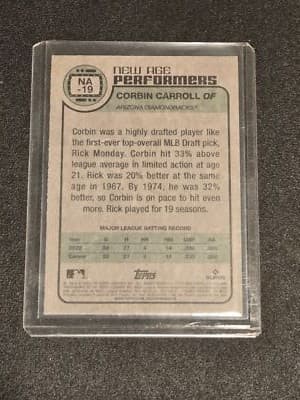 NA
-19
NEW AGE
PERFORMERS
CORBIN CARROLL OF
ARIZONA DIAMONDBACKS
Corbin was a highly drafted player like
the first-ever top-overall MLB Draft pick,
Rick Monday. Corbin hit 33% above
league average in limited action at age
21. Rick was 20% better at the same
age in 1967. By 1974, he was 32%
better, so Corbin is on pace to hit even
more. Rick played for 19 seasons.
MAJOR LEAGUE BATTING RECORD
Topps